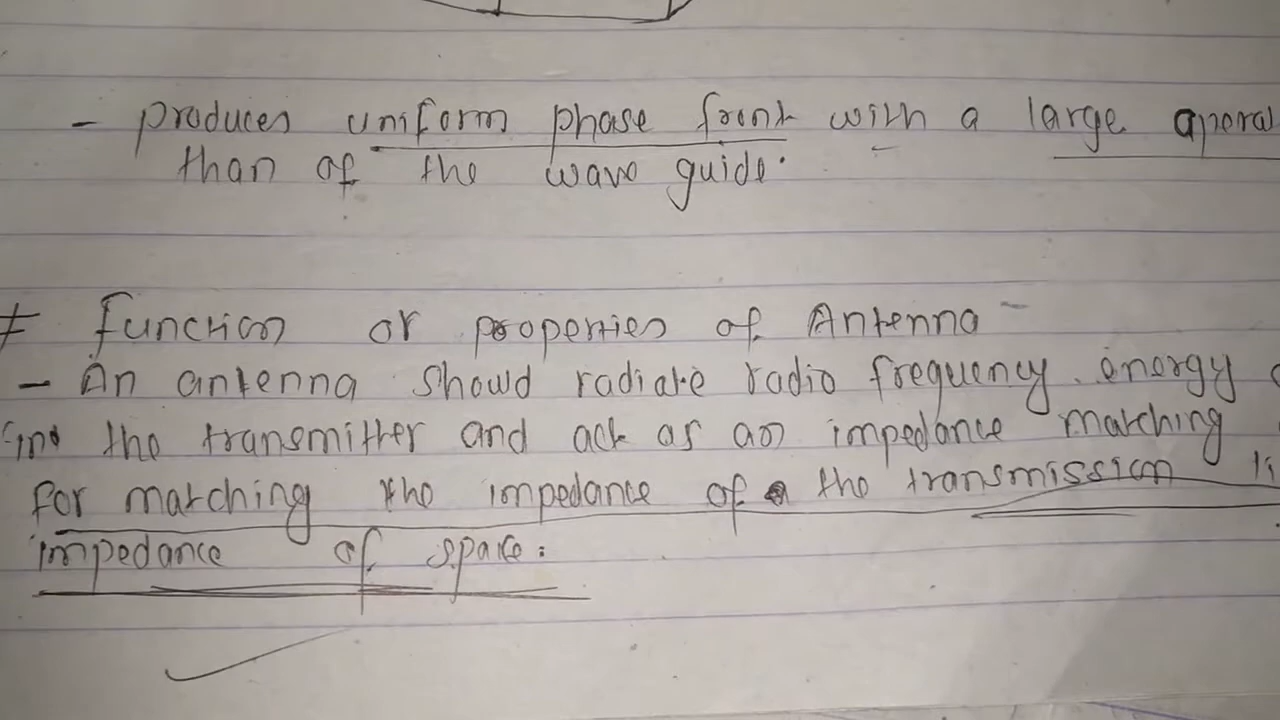 - produces uniform phase front with a large
than of the wave guide.
≠ function or properties of Antenna -
- An antenna should radiate radio frequency energy
the transmitter and act as an impedance matching
for matching the impedance of the transmission
impedance of space.